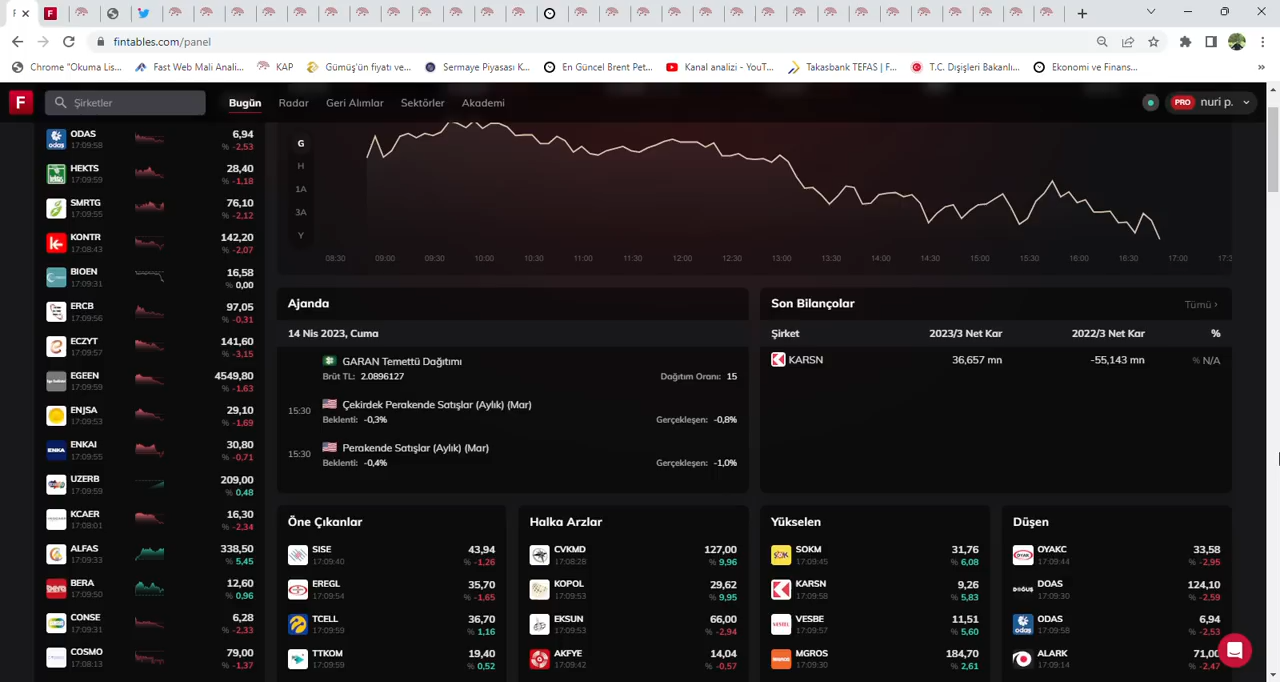 F
fintables.com/panel
Chrome "Okuma Lis...
Fast Web Mali Anali...
KAP
Gümüş'ün fiyatı ve...
Sermaye Piyasası K...
En Güncel Brent Pet...
Kanal analizi - YouT...
Takasbank TEFAS | F...
T.C. Dışişleri Bakanlı...
Ekonomi ve Finans...
»
F
Şirketler
Bugün
Radar
Geri Alımlar
Sektörler
Akademi
PRO
nuri p.
ODAS 6,94
17:09:58 % -2,53
HEKTS 28,40
17:09:59 % -1,18
SMRTG 76,10
17:09:55 % -2,12
KONTR 142,20
17:08:43 % -2,07
BIOEN 16,58
17:09:31 % 0,00
ERCB 97,05
17:09:56 % -0,31
ECZYT 141,60
17:09:57 % -3,15
EGEEN 4549,80
17:09:59 % -1,63
ENJSA 29,10
17:09:53 % -1,69
ENKAI 30,80
17:09:55 % -0,71
UZERB 209,00
17:09:59 % 0,48
KCAER 16,30
17:08:01 % -2,34
ALFAS 338,50
17:09:33 % 5,45
BERA 12,60
17:09:50 % 0,96
CONSE 6,28
17:09:31 % -2,33
COSMO 79,00
17:08:13 % -1,37
G
H
1A
3A
Y
08:30 09:00 09:30 10:00 10:30 11:00 11:30 12:00 12:30 13:00 13:30 14:00 14:30 15:00 15:30 16:00 16:30 17:00 17:3
Ajanda
14 Nis 2023, Cuma
GARAN Temettü Dağıtımı
Brüt TL: 2.0896127 Dağıtım Oranı: 15
15:30 Çekirdek Perakende Satışlar (Aylık) (Mar)
Beklenti: -0,3% Gerçekleşen: -0,8%
15:30 Perakende Satışlar (Aylık) (Mar)
Beklenti: -0,4% Gerçekleşen: -1,0%
Son Bilançolar Tümü ›
Şirket 2023/3 Net Kar 2022/3 Net Kar %
KARSN 36,657 mn -55,143 mn % N/A
Öne Çıkanlar
SISE 43,94
17:09:40 % -1,26
EREGL 35,70
17:09:54 % -1,65
TCELL 36,70
17:09:59 % 1,16
TTKOM 19,40
17:09:59 % 0,52
Halka Arzlar
CVKMD 127,00
17:08:28 % 9,96
KOPOL 29,62
17:09:53 % 9,95
EKSUN 66,00
17:09:53 % -2,94
AKFYE 14,04
17:09:42 % -0,57
Yükselen
SOKM 31,76
17:09:45 % 6,08
KARSN 9,26
17:09:58 % 5,83
VESBE 11,51
17:09:57 % 5,60
MGROS 184,70
17:09:30 % 2,61
Düşen
OYAKC 33,58
17:09:44 % -2,95
DOAS 124,10
17:09:30 % -2,59
ODAS 6,94
17:09:58 % -2,53
ALARK 71,00
17:09:14 % -2,47